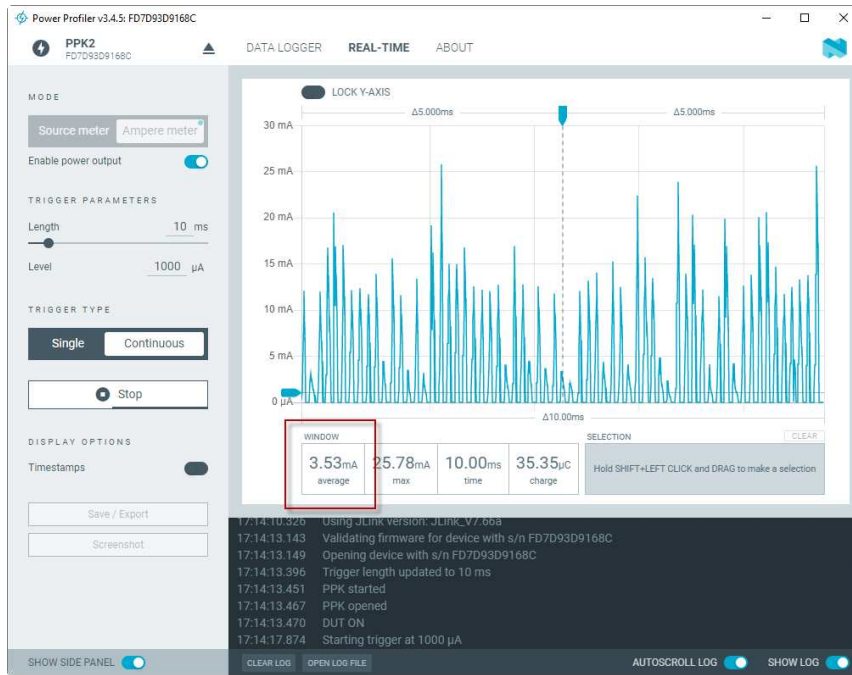 Power Profiler v3.4.5: FD7D93D9168C
PPK2
FD7D93D9168C
DATA LOGGER REAL-TIME ABOUT
MODE
Source meter Ampere meter
Enable power output
TRIGGER PARAMETERS
Length 10 ms
Level 1000 µA
TRIGGER TYPE
Single Continuous
Stop
DISPLAY OPTIONS
Timestamps
Save / Export
Screenshot
SHOW SIDE PANEL
LOCK Y-AXIS
Δ5.000ms Δ5.000ms
30 mA
25 mA
20 mA
15 mA
10 mA
5 mA
0 µA
Δ10.00ms
WINDOW SELECTION CLEAR
3.53mA 25.78mA 10.00ms 35.35µC
average max time charge
Hold SHIFT+LEFT CLICK and DRAG to make a selection
17:14:10.326 Using JLink version: JLink_V7.66a
17:14:13.143 Validating firmware for device with s/n FD7D93D9168C
17:14:13.149 Opening device with s/n FD7D93D9168C
17:14:13.396 Trigger length updated to 10 ms
17:14:13.451 PPK started
17:14:13.467 PPK opened
17:14:13.470 DUT ON
17:14:17.874 Starting trigger at 1000 µA
CLEAR LOG OPEN LOG FILE AUTOSCROLL LOG SHOW LOG